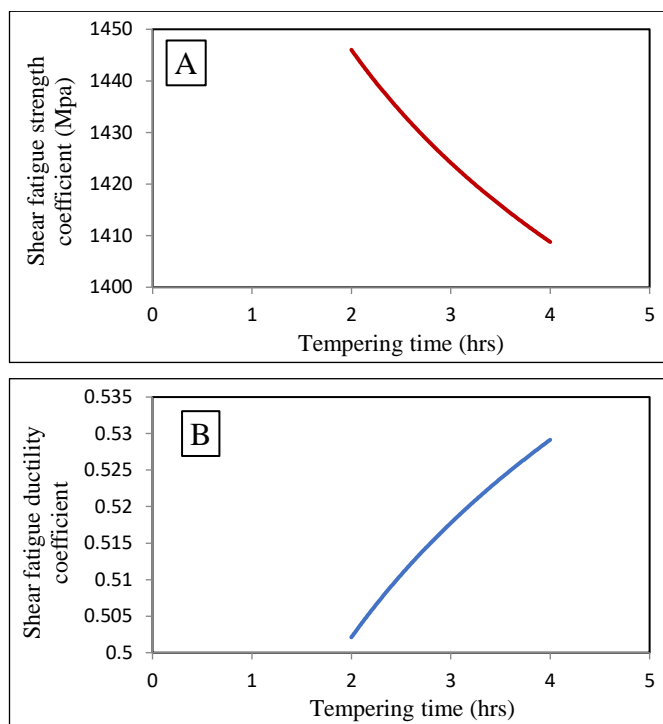 A
Shear fatigue strength
coefficient (Mpa)
1450
1440
1430
1420
1410
1400
0 1 2 3 4 5
Tempering time (hrs)
B
Shear fatigue ductility
coefficient
0.535
0.53
0.525
0.52
0.515
0.51
0.505
0.5
0 1 2 3 4 5
Tempering time (hrs)